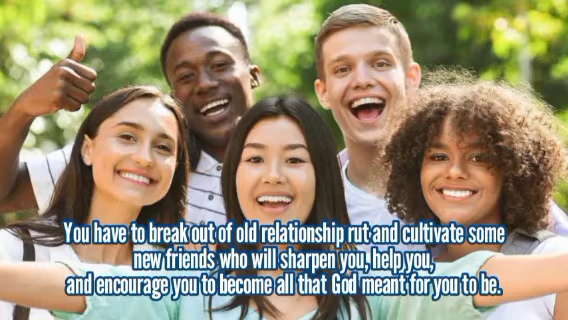 You have to break out of old relationship rut and cultivate some
new friends who will sharpen you, help you,
and encourage you to become all that God meant for you to be.